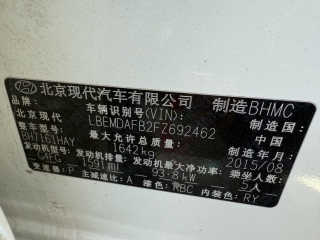 北京现代汽车有限公司 制造BHMC
北京现代 车辆识别号(VIN): 制造国:
LBEMDAFB2FZ692462 中国
整车型号: 最大允许总质量: 制造年月:
1642kg 2015/08
发动机型号: 发动机排量: 发动机最大净功率: 乘坐人数:
G4FC 1591ml 93.8kW 5人
变速器: P 主减速比: A 漆色: RBC 内装色: RY